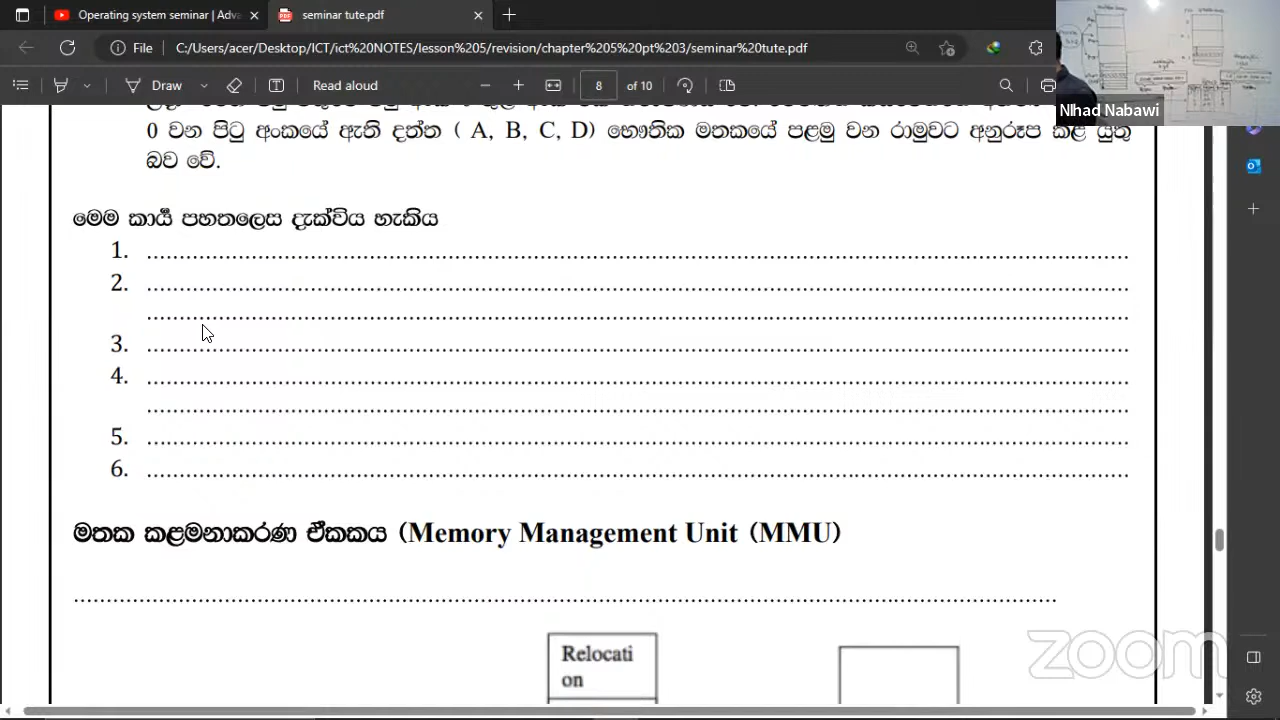 Operating system seminar | Adva
seminar tute.pdf
File
C:/Users/acer/Desktop/ICT/ict%20NOTES/lesson%205/revision/chapter%205%20pt%203/seminar%20tute.pdf
Draw
Read aloud
8 of 10
Nihad Nabawi
0 වන පිටු අංකයේ ඇති දත්ත ( A, B, C, D) භෞතික මතකයේ පළමු වන රාමුවට අනුරූප කළ යුතු
බව වේ.
මෙම කාර්‍ය පහතලෙස දැක්විය හැකිය
1. ........................................................................
2. ........................................................................
........................................................................
3. ........................................................................
4. ........................................................................
........................................................................
5. ........................................................................
6. ........................................................................
මතක කළමනාකරණ ඒකකය (Memory Management Unit (MMU)
........................................................................
Relocati
on
zoom